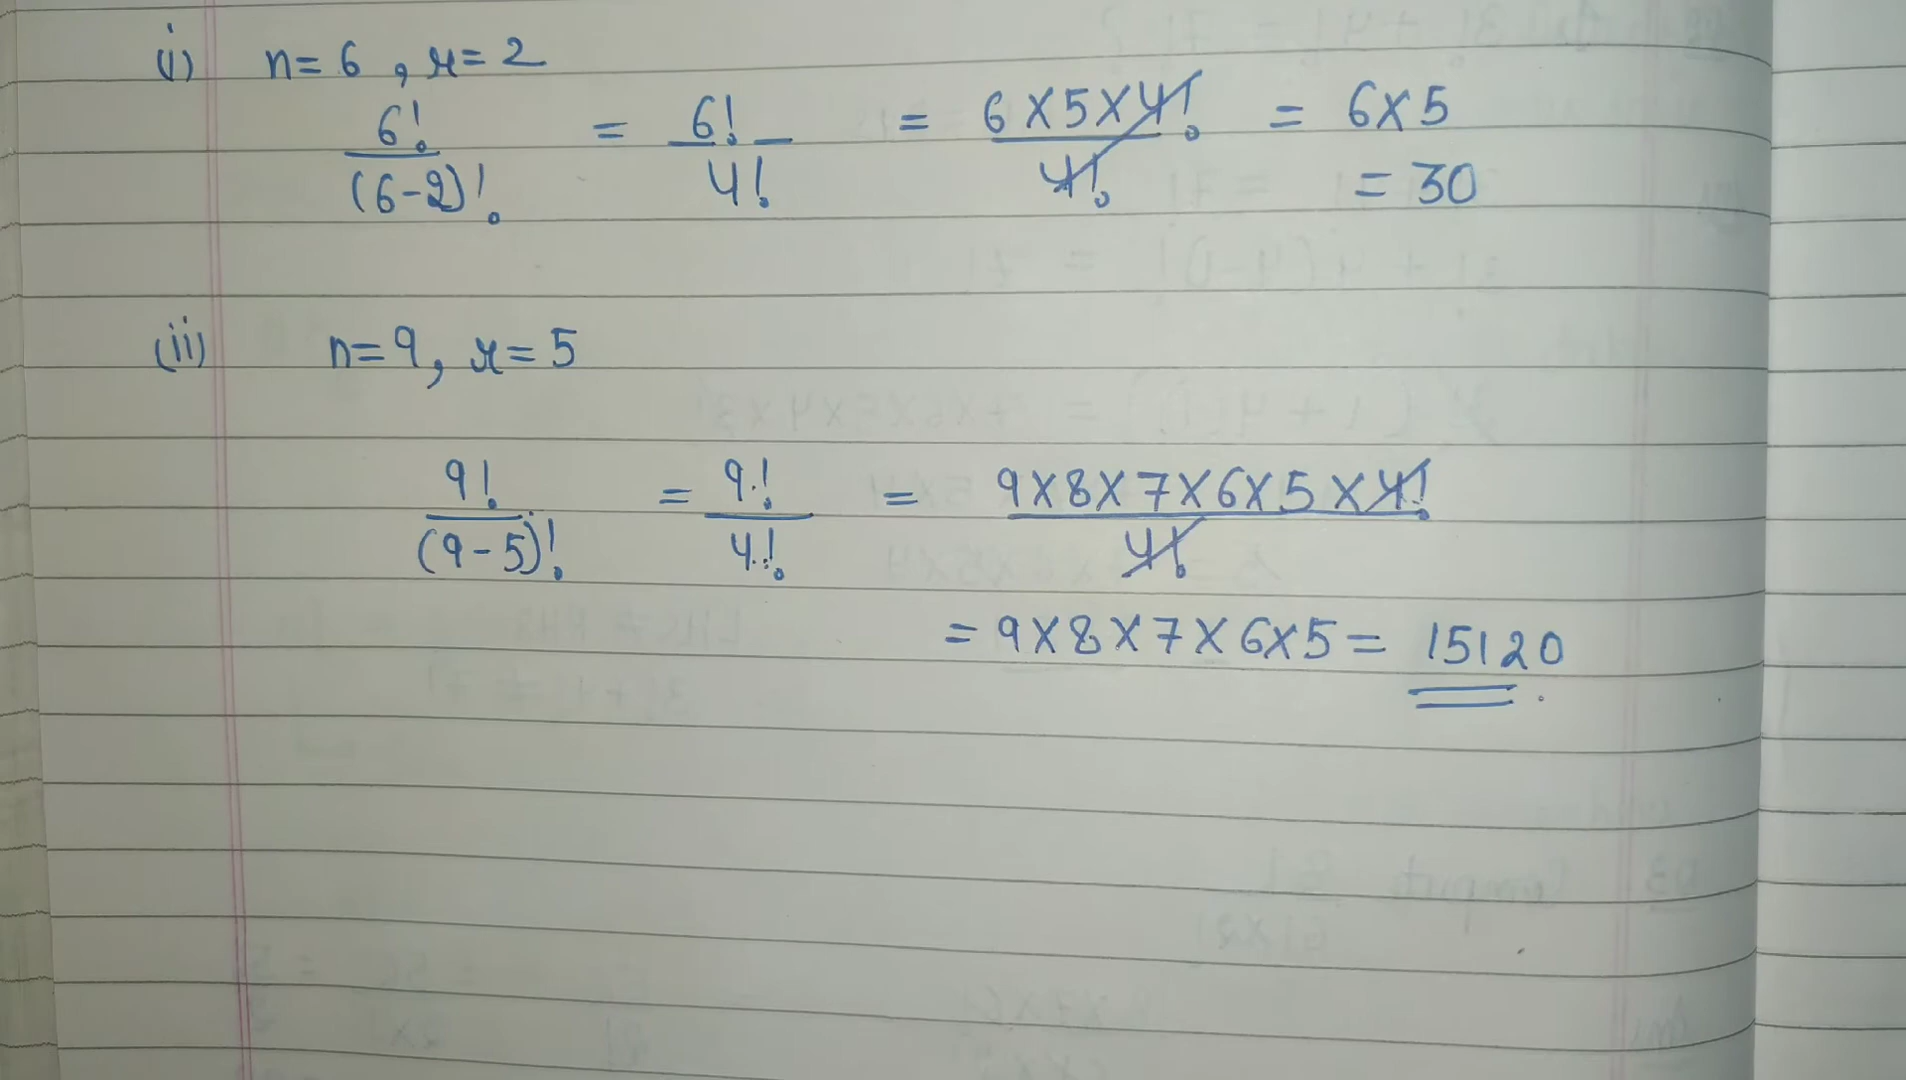 (i) n=6, r=2
6!/(6-2)! = 6!/4! = 6×5×4!/4! = 6×5
= 30
(ii) n=9, r=5
9!/(9-5)! = 9!/4! = 9×8×7×6×5×4!/4!
= 9×8×7×6×5 = 15120